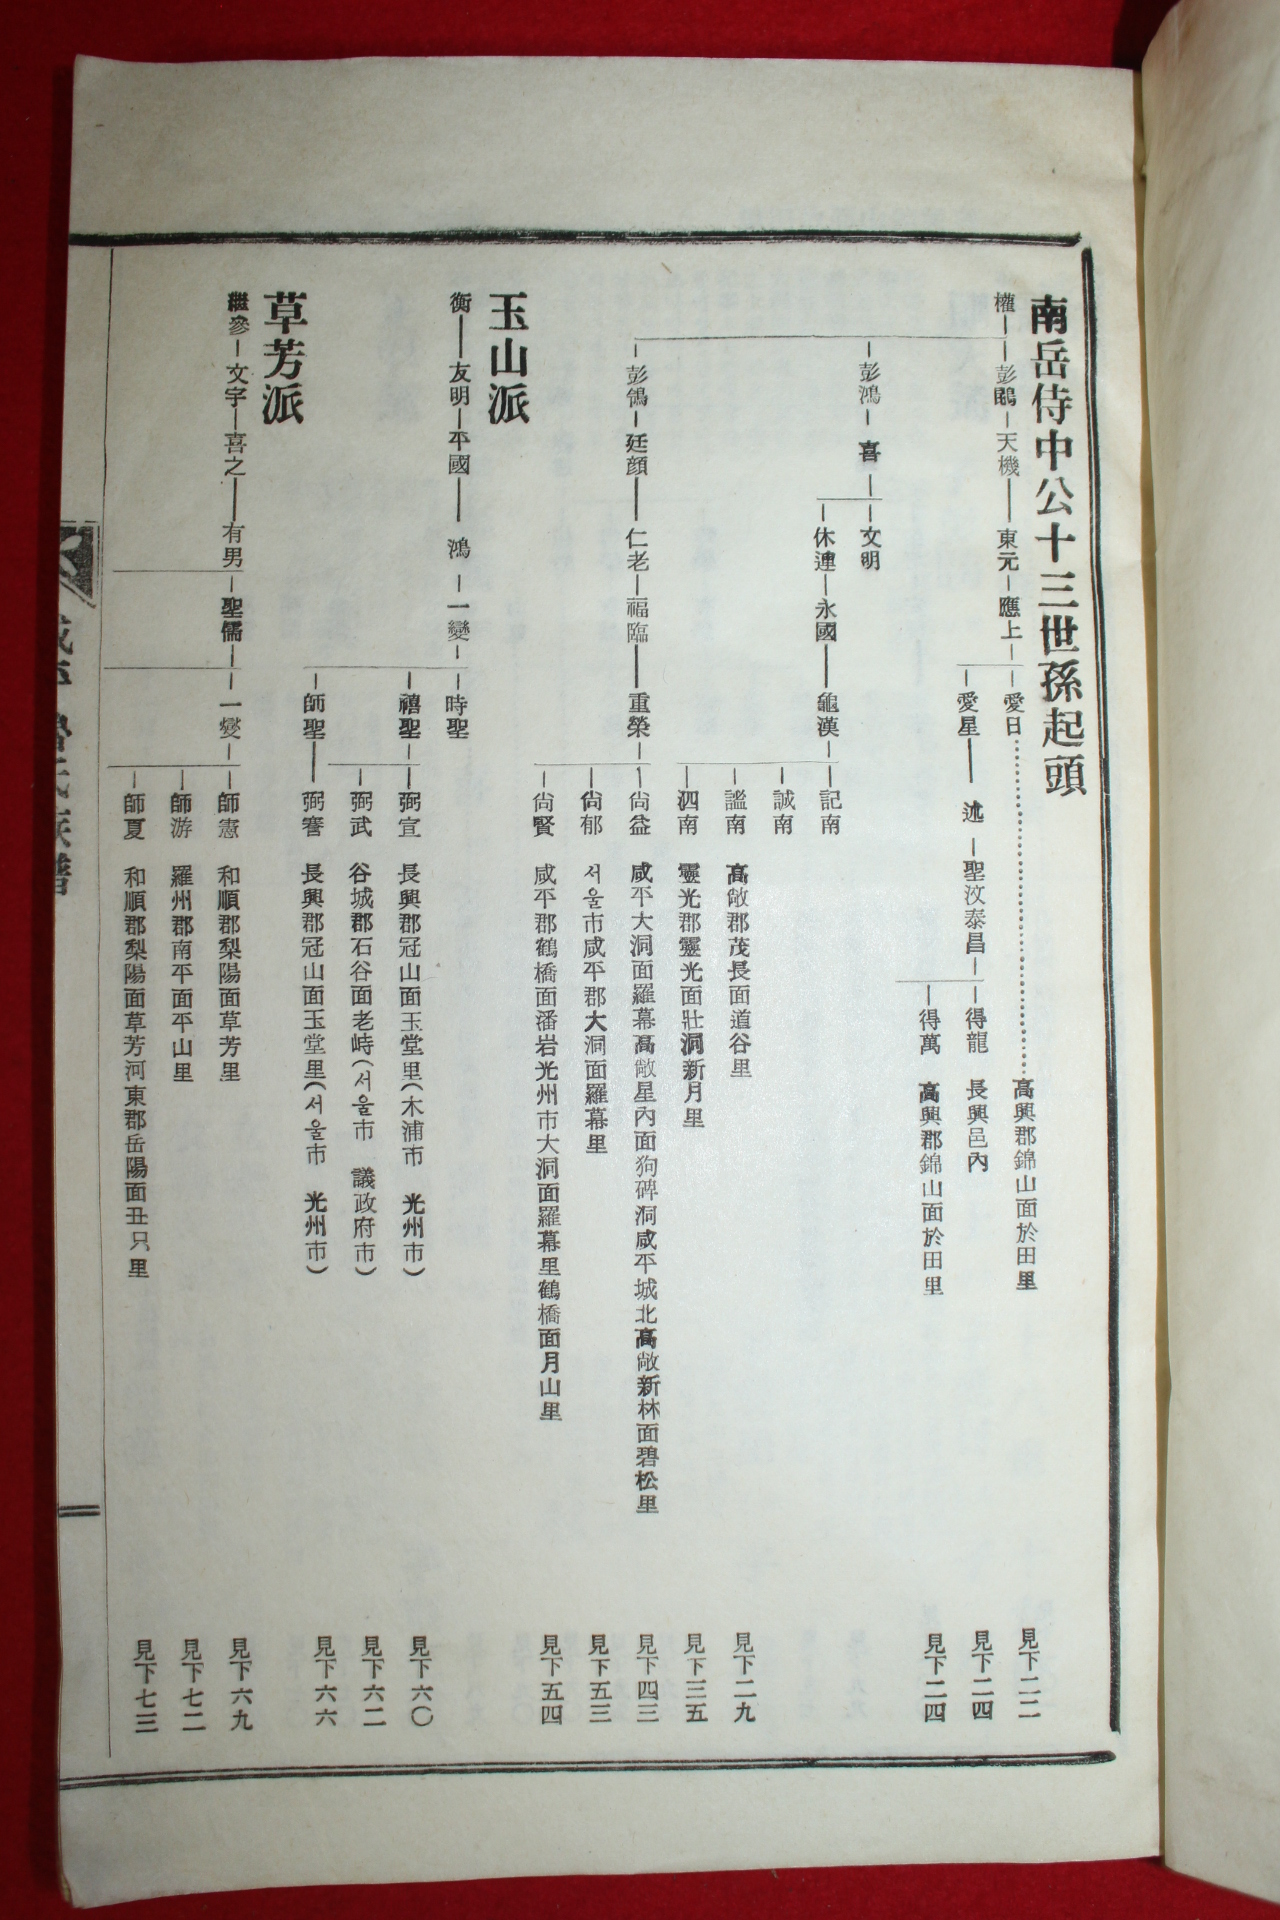 南岳侍中公十三世孫起頭
權 彭鷗 天機 東元 應上 愛日 高興郡錦山面於田里 見下二二
愛星 述 聖汶泰昌 得龍 長興邑內 見下二四
得萬 高興郡錦山面於田里 見下二四
彭鴻 喜 文明
休連 永國 龜漢 記南
誠南
謐南 高敞郡茂長面道谷里 見下二九
泗南 靈光郡靈光面壯洞新月里 見下三五
彭鴿 廷顔 仁老 福臨 重榮 尙益 咸平大洞面羅幕高敞星內面狗碑洞咸平城北高敞新林面碧松里 見下四三
尙郁 서울市咸平郡大洞面羅幕里 見下五三
尙賢 咸平郡鶴橋面潘岩光州市大洞面羅幕里鶴橋面月山里 見下五四
玉山派
衡 友明 平國 鴻 一變 時聖
禧聖 弼宣 長興郡冠山面玉堂里(木浦市 光州市) 見下六〇
弼武 谷城郡石谷面老峙(서울市 議政府市) 見下六二
師聖 弼謇 長興郡冠山面玉堂里(서울市 光州市) 見下六六
草芳派
繼參 文宇 喜之 有男 聖儒 一燮 師憲 和順郡梨陽面草芳里 見下六九
師游 羅州郡南平面平山里 見下七二
師夏 和順郡梨陽面草芳河東郡岳陽面丑只里 見下七三